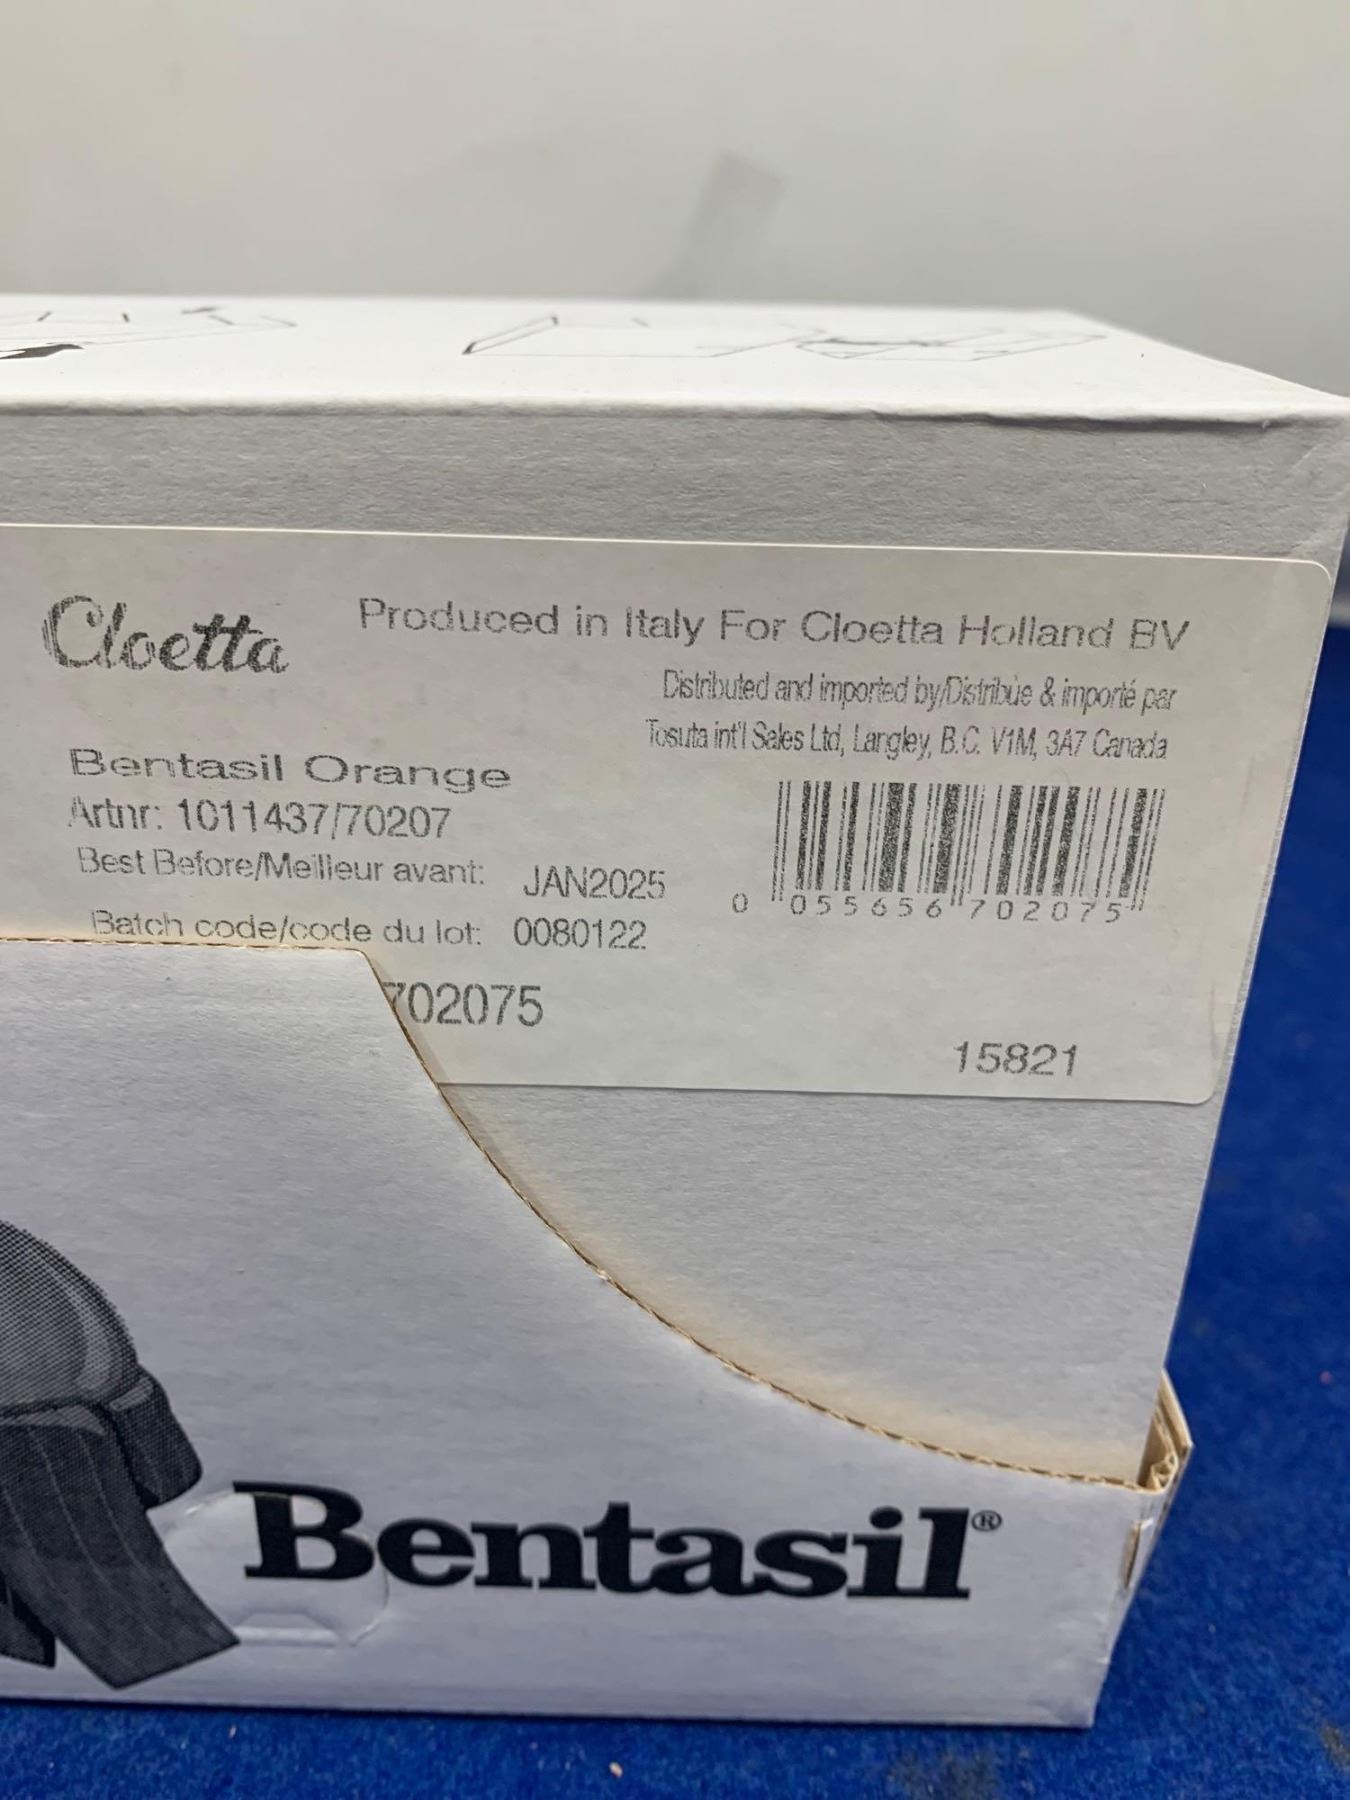 Cloetta
Produced in Italy For Cloetta Holland BV
Distributed and imported by/Distribùe & importé par
Tosuta int'l Sales Ltd, Langley, B.C. V1M, 3A7 Canada
Bentasil Orange
Artnr: 1011437/70207
Best Before/Meilleur avant: JAN2025
Batch code/code du lot: 0080122
0 055656 702075
702075
15821
Bentasil®